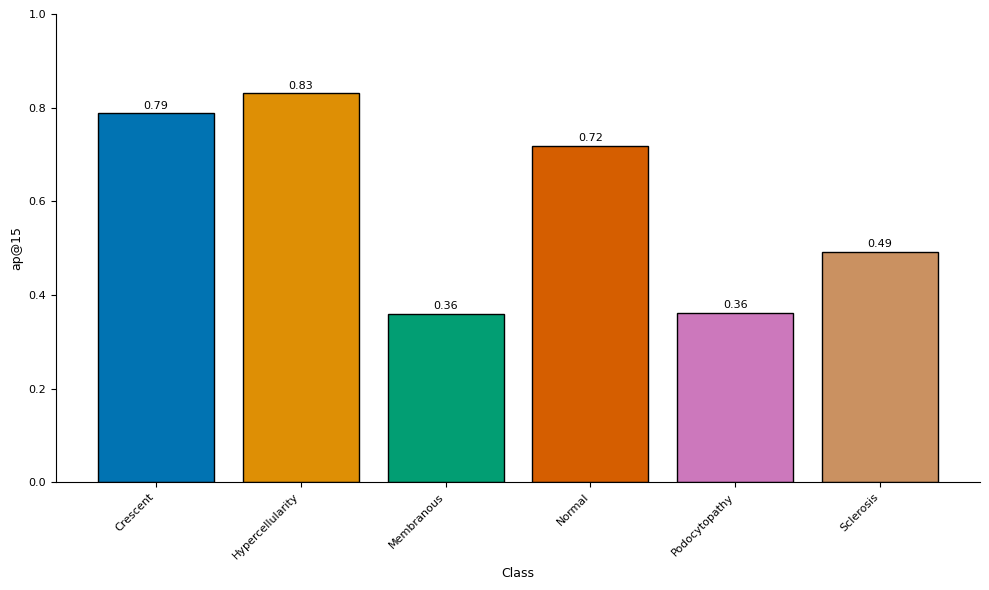 1.0
0.8
0.6
0.4
0.2
0.0
ap@15
0.79
0.83
0.36
0.72
0.36
0.49
Crescent
Hypercellularity
Membranous
Normal
Podocytopathy
Sclerosis
Class